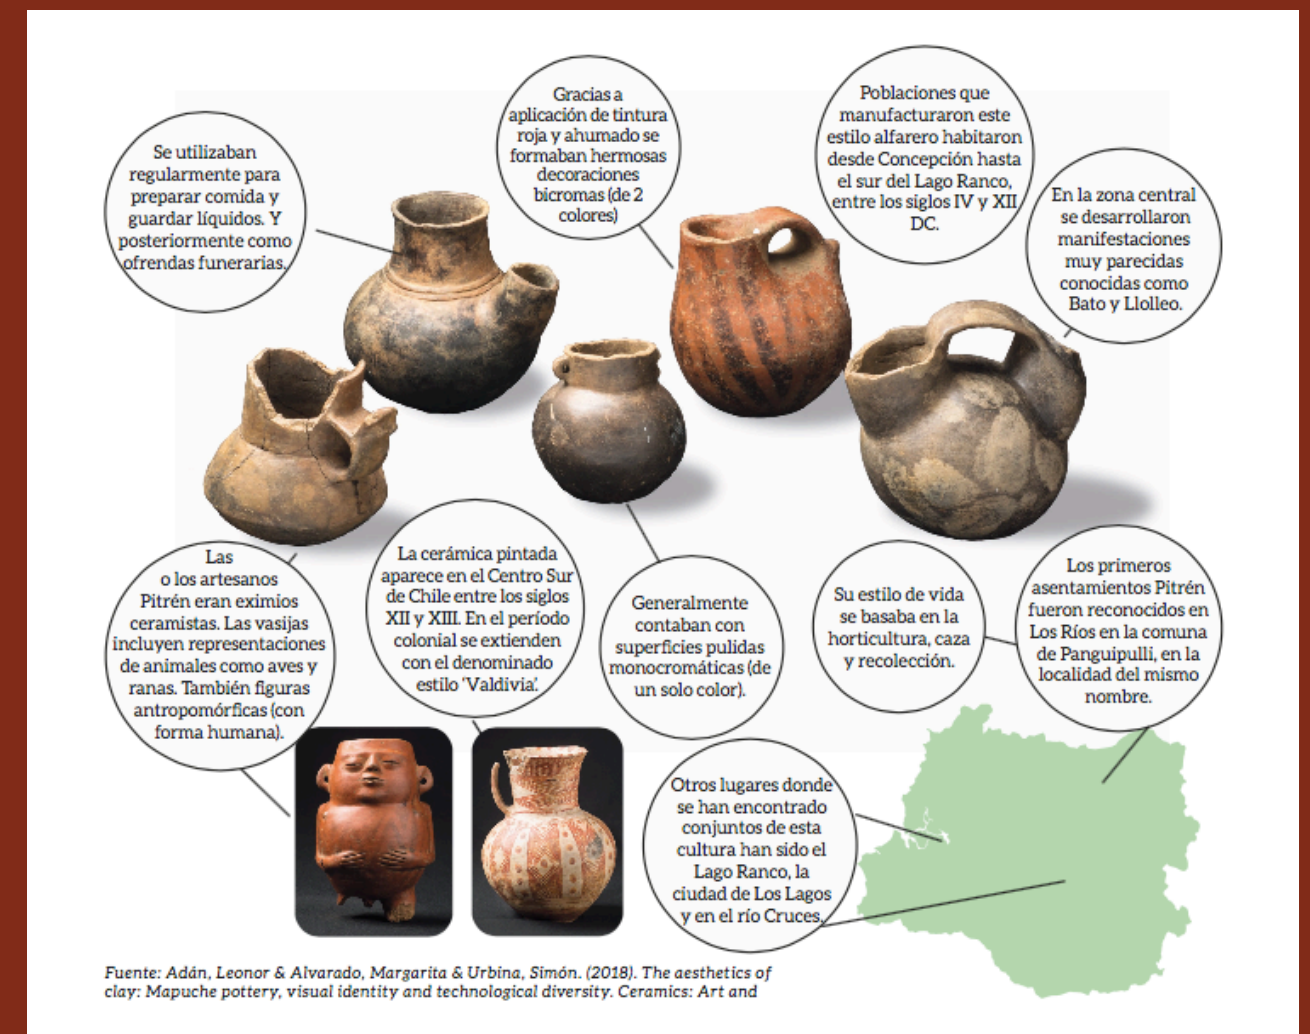 Se utilizaban
regularmente para
preparar comida y
guardar líquidos. Y
posteriormente como
ofrendas funerarias.
Gracias a
aplicación de tintura
roja y ahumado se
formaban hermosas
decoraciones
bicromas (de 2
colores)
Poblaciones que
manufacturaron este
estilo alfarero habitaron
desde Concepción hasta
el sur del Lago Ranco,
entre los siglos IV y XII
DC.
En la zona central
se desarrollaron
manifestaciones
muy parecidas
conocidas como
Bato y Llolleo.
Las
o los artesanos
Pitrén eran eximios
ceramistas. Las vasijas
incluyen representaciones
de animales como aves y
ranas. También figuras
antropomórficas (con
forma humana).
La cerámica pintada
aparece en el Centro Sur
de Chile entre los siglos
XII y XIII. En el período
colonial se extienden
con el denominado
estilo ‘Valdivia’.
Generalmente
contaban con
superficies pulidas
monocromáticas (de
un solo color).
Su estilo de vida
se basaba en la
horticultura, caza
y recolección.
Los primeros
asentamientos Pitrén
fueron reconocidos en
Los Ríos en la comuna
de Panguipulli, en la
localidad del mismo
nombre.
Otros lugares donde
se han encontrado
conjuntos de esta
cultura han sido el
Lago Ranco, la
ciudad de Los Lagos
y en el río Cruces.
Fuente: Adán, Leonor & Alvarado, Margarita & Urbina, Simón. (2018). The aesthetics of
clay: Mapuche pottery, visual identity and technological diversity. Ceramics: Art and